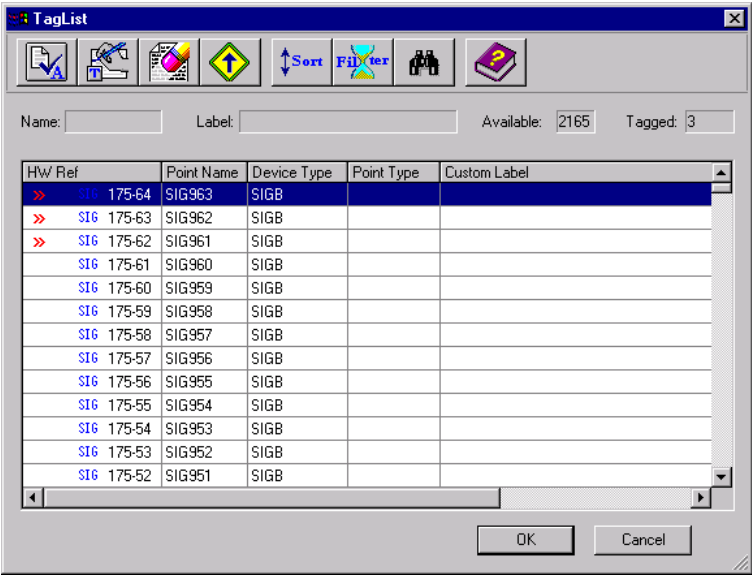 TagList
A T Sort Filter ?
Name: Label: Available: 2165 Tagged: 3
HW Ref Point Name Device Type Point Type Custom Label
» SIG 175-64 SIG963 SIGB
» SIG 175-63 SIG962 SIGB
» SIG 175-62 SIG961 SIGB
SIG 175-61 SIG960 SIGB
SIG 175-60 SIG959 SIGB
SIG 175-59 SIG958 SIGB
SIG 175-58 SIG957 SIGB
SIG 175-57 SIG956 SIGB
SIG 175-56 SIG955 SIGB
SIG 175-55 SIG954 SIGB
SIG 175-54 SIG953 SIGB
SIG 175-53 SIG952 SIGB
SIG 175-52 SIG951 SIGB
OK Cancel